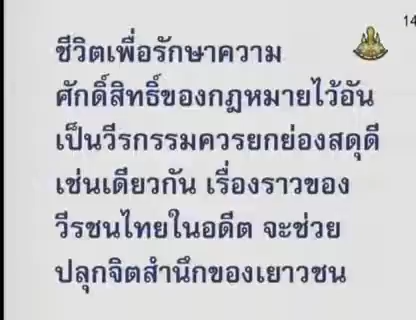 14
ชีวิตเพื่อรักษาความ
ศักดิ์สิทธิ์ของกฎหมายไว้อัน
เป็นวีรกรรมควรยกย่องสดุดี
เช่นเดียวกัน เรื่องราวของ
วีรชนไทยในอดีต จะช่วย
ปลุกจิตสำนึกของเยาวชน